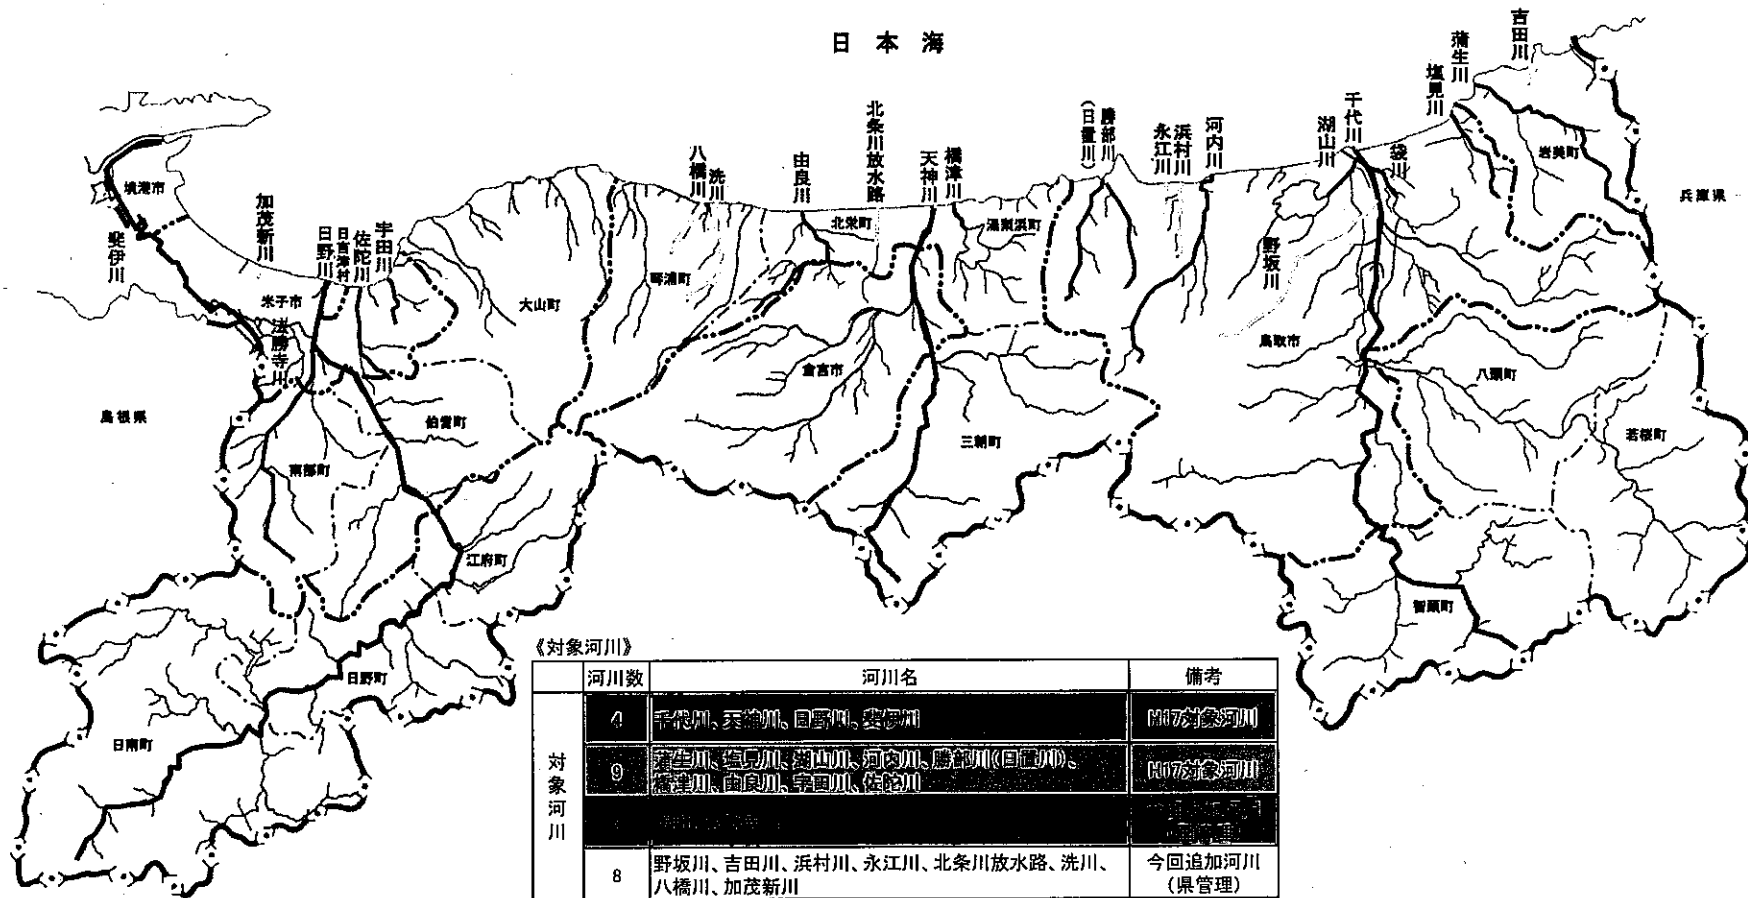 日本海
吉田川
蒲生川
塩見川
千代川
湖山川
袋川
岩美町
兵庫県
河内川
浜村川
永江川
勝部川
(日置川)
橋津川
天神川
北条川放水路
由良川
洗川
八橋川
宇田川
佐陀川
日吉津村
日野川
加茂新川
境港市
斐伊川
米子市
法勝寺川
大山町
琴浦町
北栄町
湯梨浜町
野坂川
鳥取市
八頭町
若桜町
倉吉市
三朝町
島根県
伯耆町
南部町
江府町
智頭町
日野町
日南町
《対象河川》
河川数 河川名 備考
対象河川
4 千代川、天神川、日野川、斐伊川 H17対象河川
9 蒲生川、塩見川、湖山川、河内川、勝部川(日置川)、
橋津川、由良川、宇田川、佐陀川 H17対象河川
8 野坂川、吉田川、浜村川、永江川、北条川放水路、洗川、
八橋川、加茂新川 今回追加河川
(県管理)